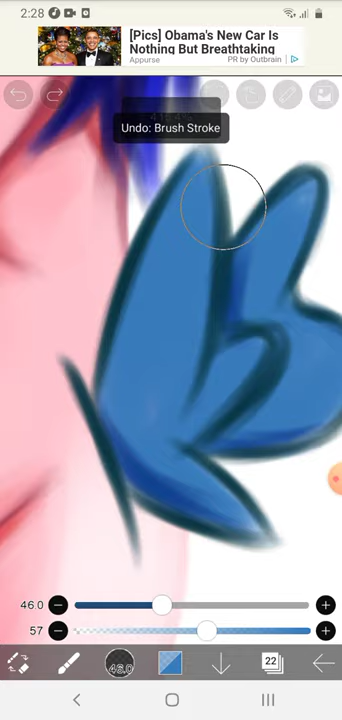 2:28
[Pics] Obama's New Car Is
Nothing But Breathtaking
Appurse
PR by Outbrain
Undo: Brush Stroke
46.0
46.0
57
22